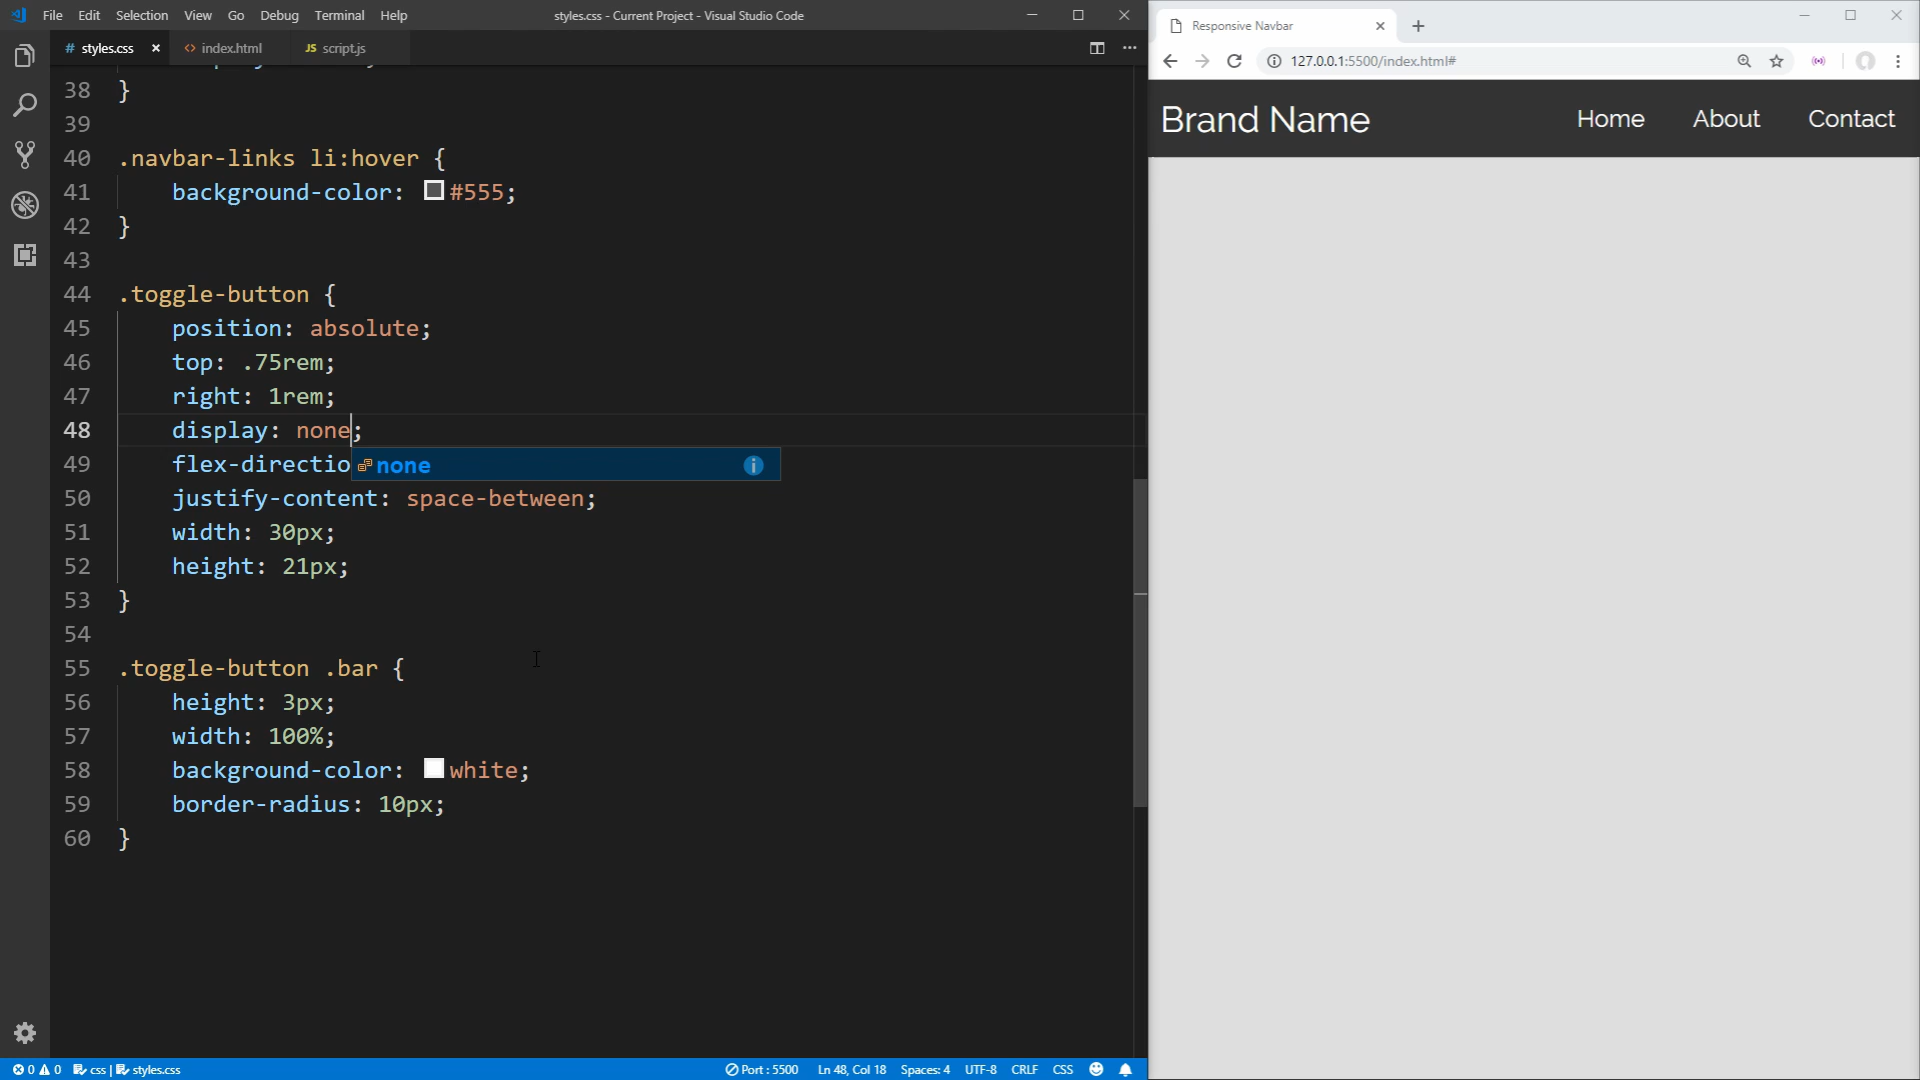 File Edit Selection View Go Debug Terminal Help
styles.css - Current Project - Visual Studio Code
# styles.css × <> index.html JS script.js
38 }
39
40 .navbar-links li:hover {
41 background-color: #555;
42 }
43
44 .toggle-button {
45 position: absolute;
46 top: .75rem;
47 right: 1rem;
48 display: none;
49 flex-directio
none
50 justify-content: space-between;
51 width: 30px;
52 height: 21px;
53 }
54
55 .toggle-button .bar {
56 height: 3px;
57 width: 100%;
58 background-color: white;
59 border-radius: 10px;
60 }
0 0 css | styles.css Port : 5500 Ln 48, Col 18 Spaces: 4 UTF-8 CRLF CSS
Responsive Navbar
127.0.0.1:5500/index.html#
Brand Name Home About Contact